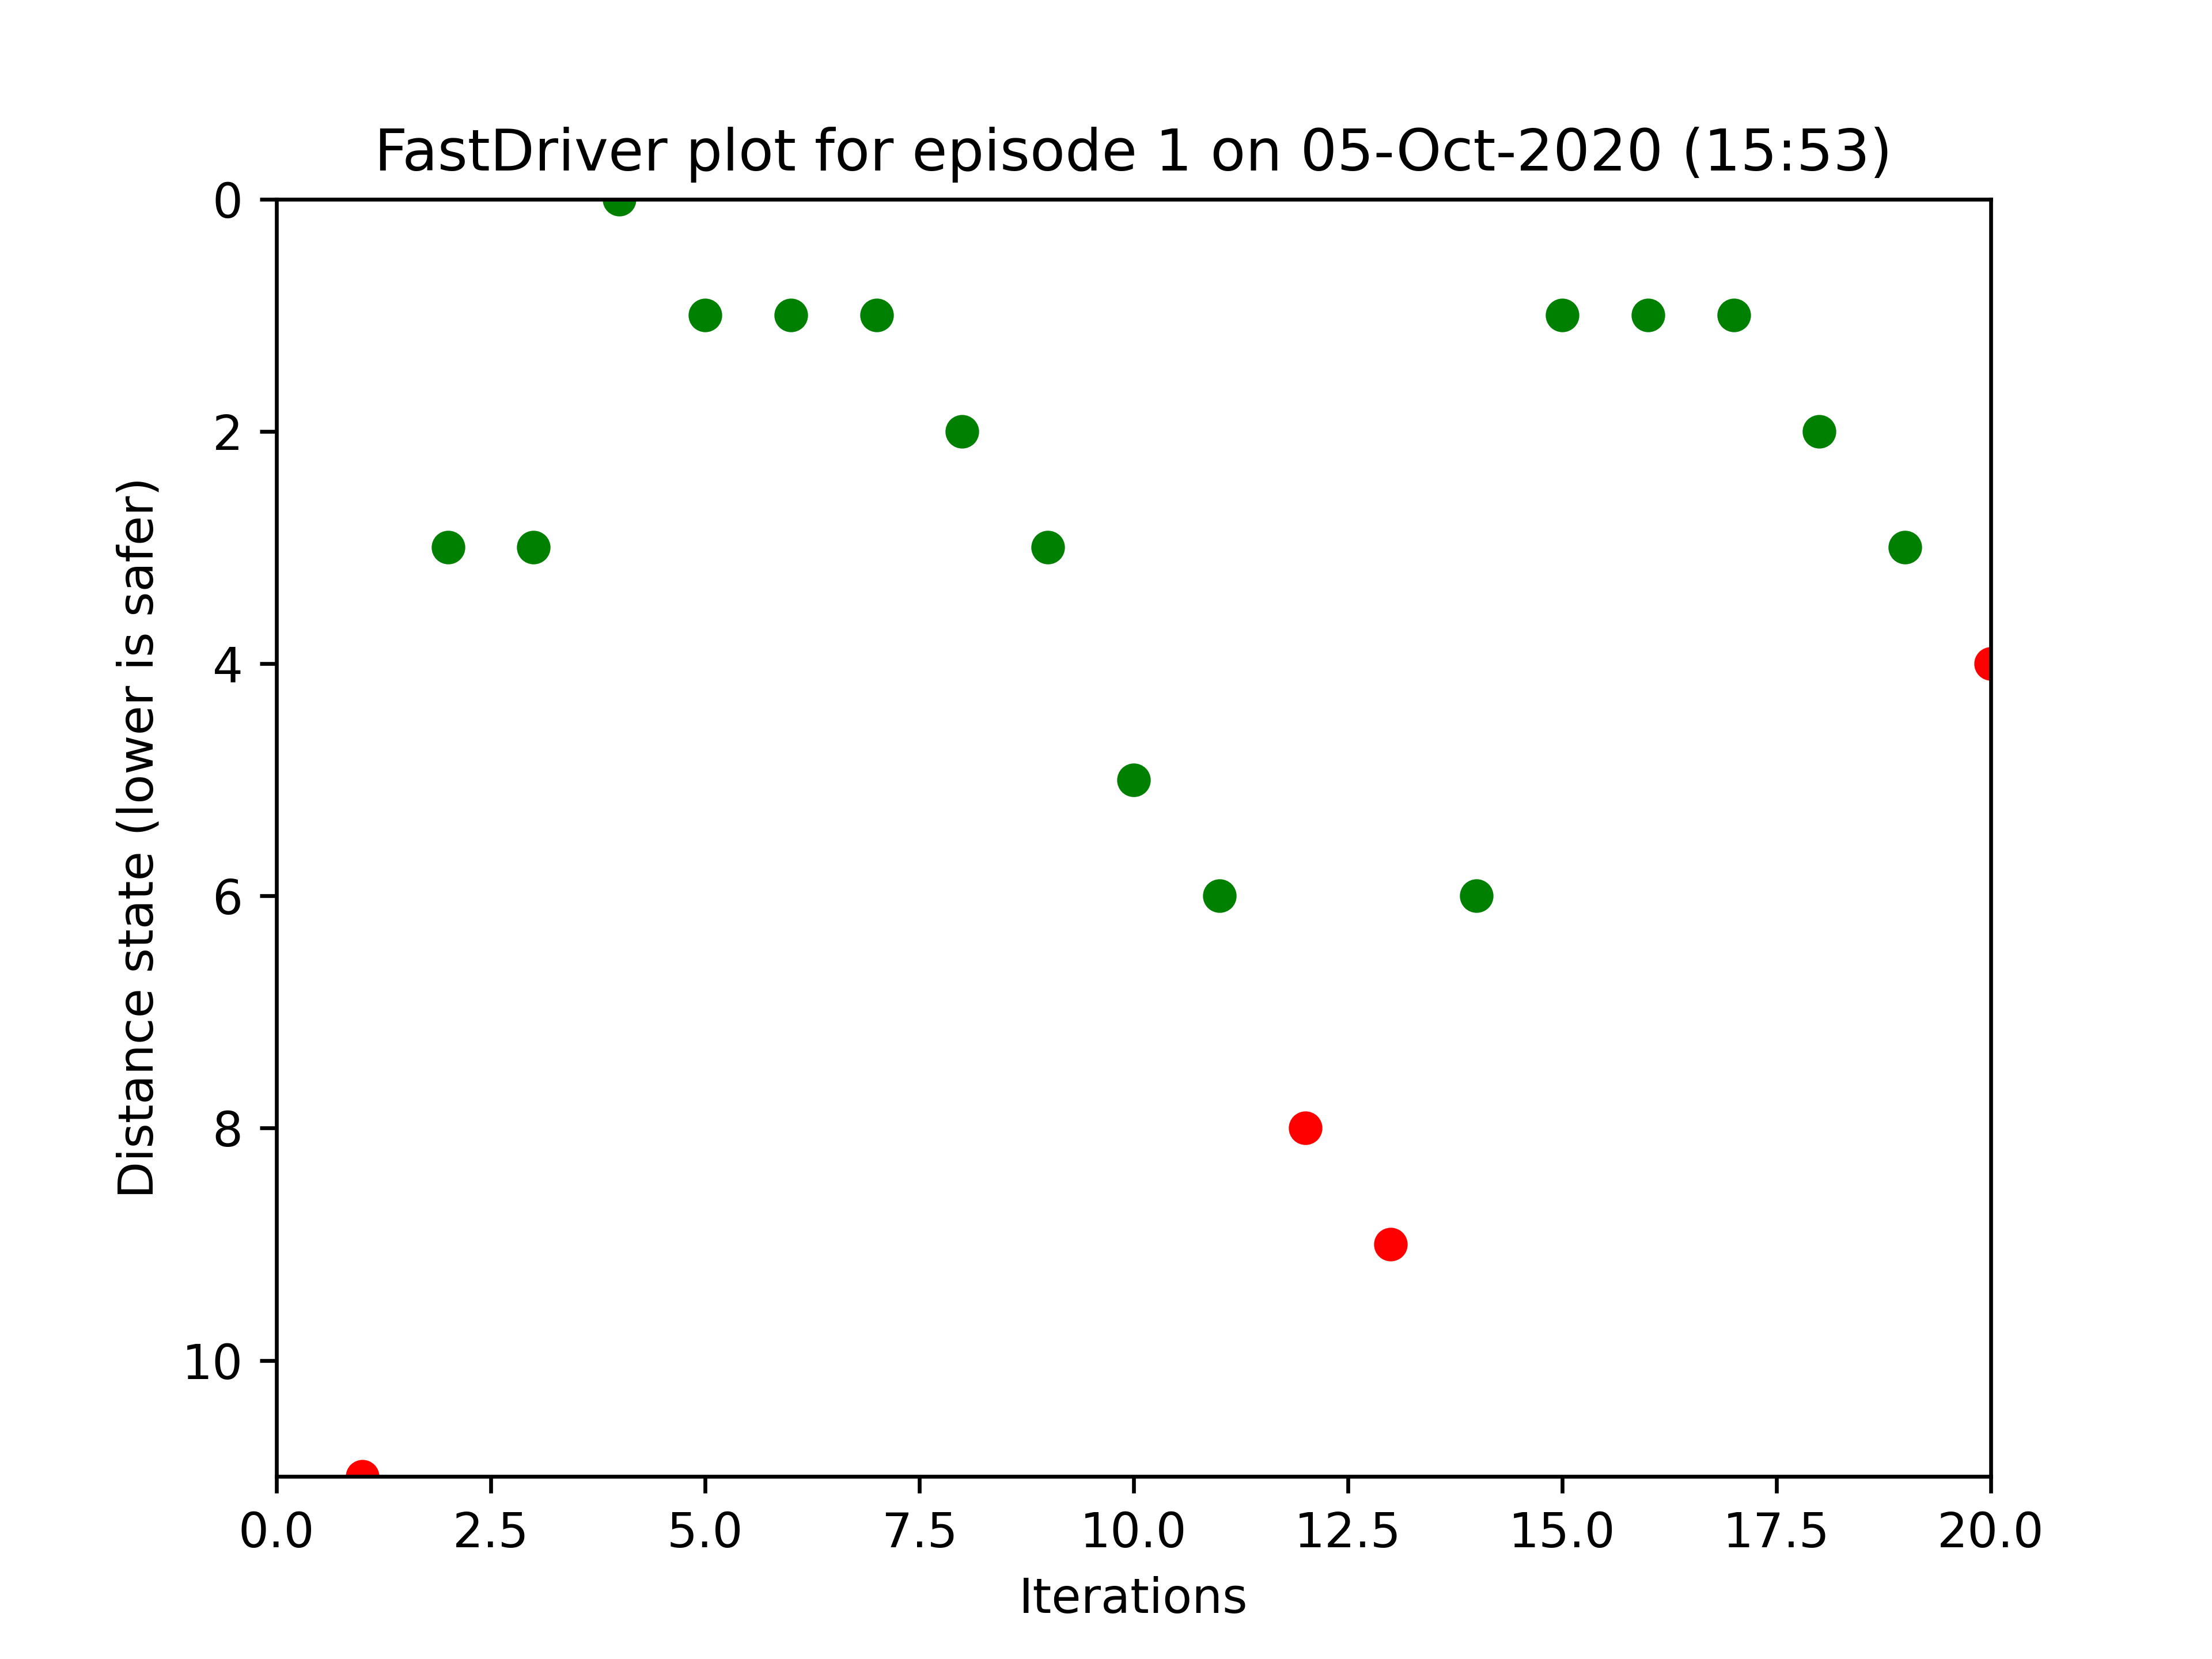 FastDriver plot for episode 1 on 05-Oct-2020 (15:53)
0
2
4
6
8
10
Distance state (lower is safer)
0.0 2.5 5.0 7.5 10.0 12.5 15.0 17.5 20.0
Iterations